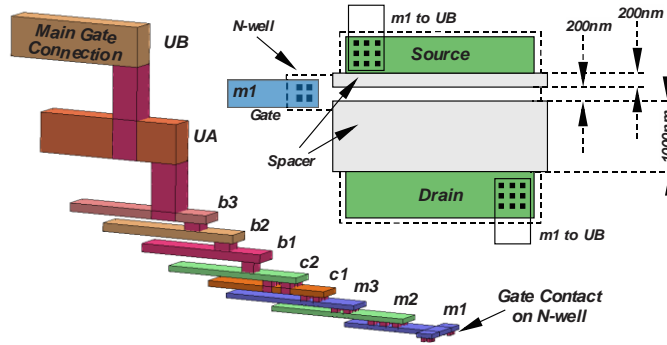 Main Gate
Connection
UB
UA
b3
b2
b1
c2
c1
m3
m2
m1
Gate Contact
on N-well
m1 to UB
N-well
Source
m1
Gate
Spacer
Drain
m1 to UB
200nm
200nm
1000nm